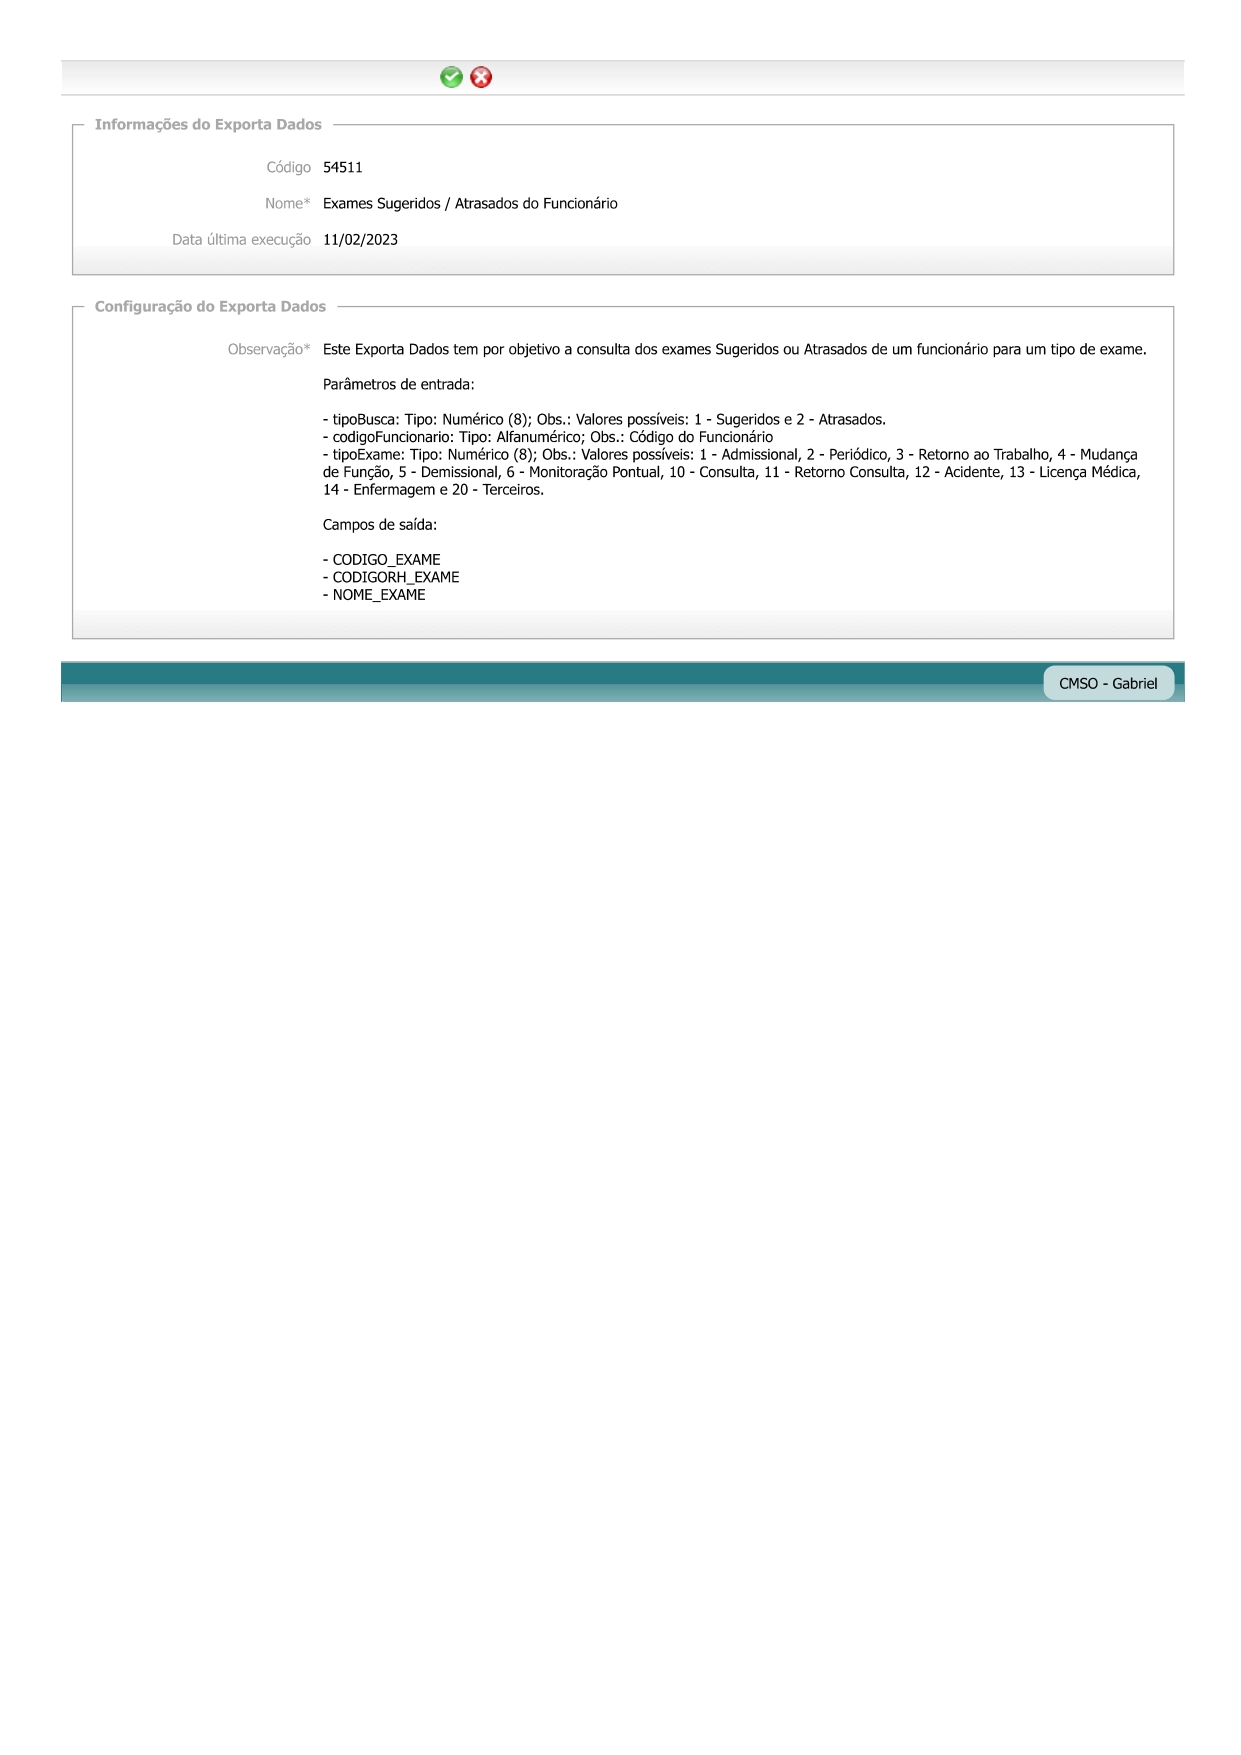 Informações do Exporta Dados
Código 54511
Nome* Exames Sugeridos / Atrasados do Funcionário
Data última execução 11/02/2023
Configuração do Exporta Dados
Observação* Este Exporta Dados tem por objetivo a consulta dos exames Sugeridos ou Atrasados de um funcionário para um tipo de exame.
Parâmetros de entrada:
- tipoBusca: Tipo: Numérico (8); Obs.: Valores possíveis: 1 - Sugeridos e 2 - Atrasados.
- codigoFuncionario: Tipo: Alfanumérico; Obs.: Código do Funcionário
- tipoExame: Tipo: Numérico (8); Obs.: Valores possíveis: 1 - Admissional, 2 - Periódico, 3 - Retorno ao Trabalho, 4 - Mudança
de Função, 5 - Demissional, 6 - Monitoração Pontual, 10 - Consulta, 11 - Retorno Consulta, 12 - Acidente, 13 - Licença Médica,
14 - Enfermagem e 20 - Terceiros.
Campos de saída:
- CODIGO_EXAME
- CODIGORH_EXAME
- NOME_EXAME
CMSO - Gabriel